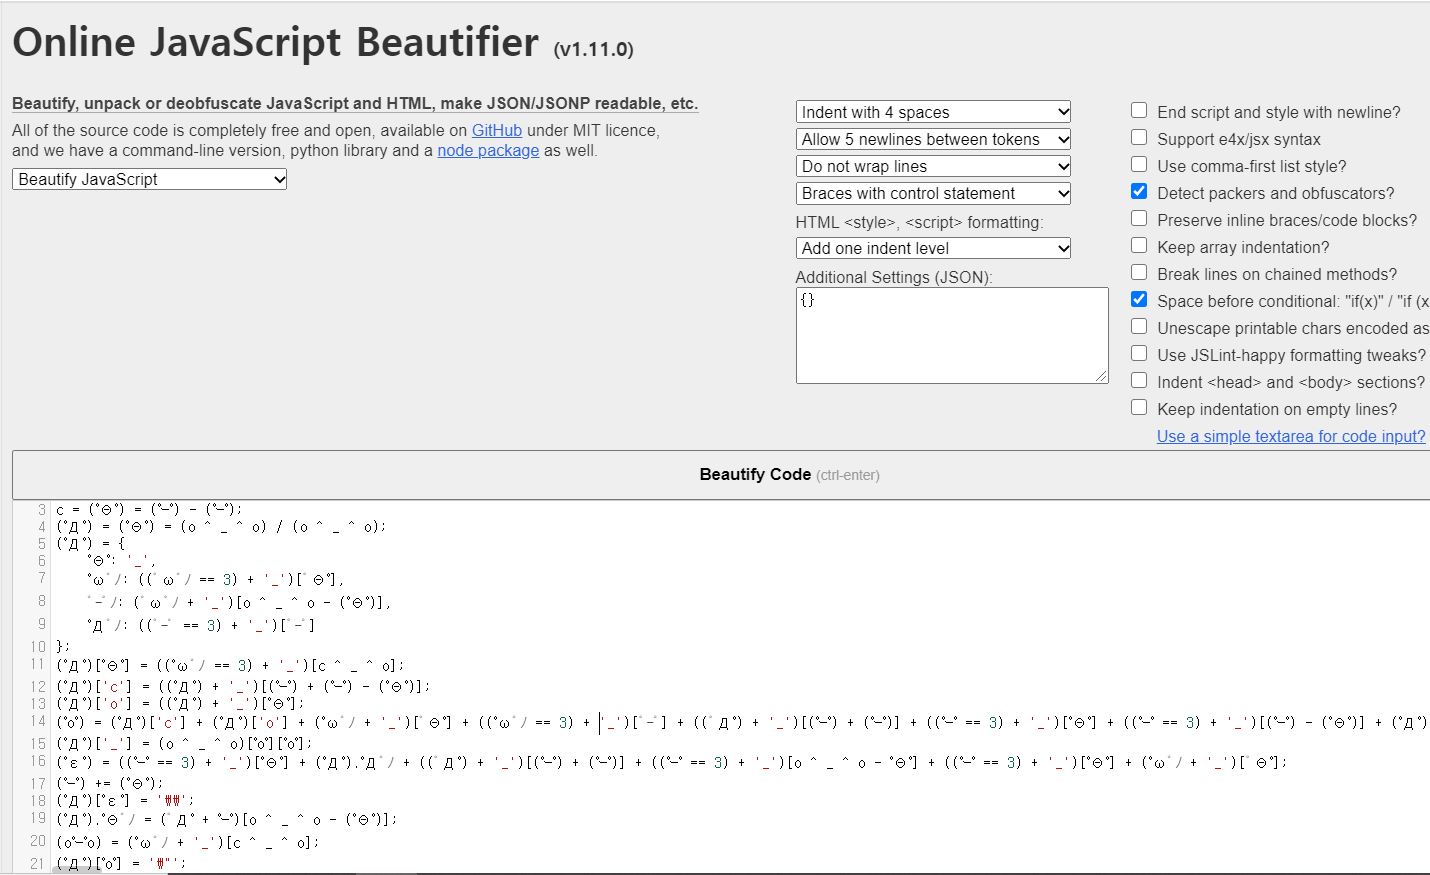 Online JavaScript Beautifier (v1.11.0)
Beautify, unpack or deobfuscate JavaScript and HTML, make JSON/JSONP readable, etc.
All of the source code is completely free and open, available on GitHub under MIT licence,
and we have a command-line version, python library and a node package as well.
Beautify JavaScript
Indent with 4 spaces
Allow 5 newlines between tokens
Do not wrap lines
Braces with control statement
HTML <style>, <script> formatting:
Add one indent level
Additional Settings (JSON):
{}
End script and style with newline?
Support e4x/jsx syntax
Use comma-first list style?
Detect packers and obfuscators?
Preserve inline braces/code blocks?
Keep array indentation?
Break lines on chained methods?
Space before conditional: "if(x)" / "if (x
Unescape printable chars encoded as
Use JSLint-happy formatting tweaks?
Indent <head> and <body> sections?
Keep indentation on empty lines?
Use a simple textarea for code input?
Beautify Code (ctrl-enter)
3 c = (ﾟΘﾟ) = (ﾟｰﾟ) - (ﾟｰﾟ);
4 (ﾟДﾟ) = (ﾟΘﾟ) = (o ^ _ ^ o) / (o ^ _ ^ o);
5 (ﾟДﾟ) = {
6 ﾟΘﾟ: '_',
7 ﾟωﾟﾉ: ((ﾟωﾟﾉ == 3) + '_')[ﾟΘﾟ],
8 ﾟｰﾟﾉ: (ﾟωﾟﾉ + '_')[o ^ _ ^ o - (ﾟΘﾟ)],
9 ﾟДﾟﾉ: ((ﾟｰﾟ == 3) + '_')[ﾟｰﾟ]
10 };
11 (ﾟДﾟ)[ﾟΘﾟ] = ((ﾟωﾟﾉ == 3) + '_')[c ^ _ ^ o];
12 (ﾟДﾟ)['c'] = ((ﾟДﾟ) + '_')[(ﾟｰﾟ) + (ﾟｰﾟ) - (ﾟΘﾟ)];
13 (ﾟДﾟ)['o'] = ((ﾟДﾟ) + '_')[ﾟΘﾟ];
14 (ﾟoﾟ) = (ﾟДﾟ)['c'] + (ﾟДﾟ)['o'] + (ﾟωﾟﾉ + '_')[ﾟΘﾟ] + ((ﾟωﾟﾉ == 3) + '_')[ﾟｰﾟ] + ((ﾟДﾟ) + '_')[(ﾟｰﾟ) + (ﾟｰﾟ)] + ((ﾟｰﾟ == 3) + '_')[ﾟΘﾟ] + ((ﾟｰﾟ == 3) + '_')[(ﾟｰﾟ) - (ﾟΘﾟ)] + (ﾟДﾟ)
15 (ﾟДﾟ)['_'] = (o ^ _ ^ o)[ﾟoﾟ][ﾟoﾟ];
16 (ﾟεﾟ) = ((ﾟｰﾟ == 3) + '_')[ﾟΘﾟ] + (ﾟДﾟ).ﾟДﾟﾉ + ((ﾟДﾟ) + '_')[(ﾟｰﾟ) + (ﾟｰﾟ)] + ((ﾟｰﾟ == 3) + '_')[o ^ _ ^ o - ﾟΘﾟ] + ((ﾟｰﾟ == 3) + '_')[ﾟΘﾟ] + (ﾟωﾟﾉ + '_')[ﾟΘﾟ];
17 (ﾟｰﾟ) += (ﾟΘﾟ);
18 (ﾟДﾟ)[ﾟεﾟ] = '\\';
19 (ﾟДﾟ).ﾟΘﾟﾉ = (ﾟДﾟ + ﾟｰﾟ)[o ^ _ ^ o - (ﾟΘﾟ)];
20 (oﾟｰﾟo) = (ﾟωﾟﾉ + '_')[c ^ _ ^ o];
21 (ﾟДﾟ)[ﾟoﾟ] = '\"';